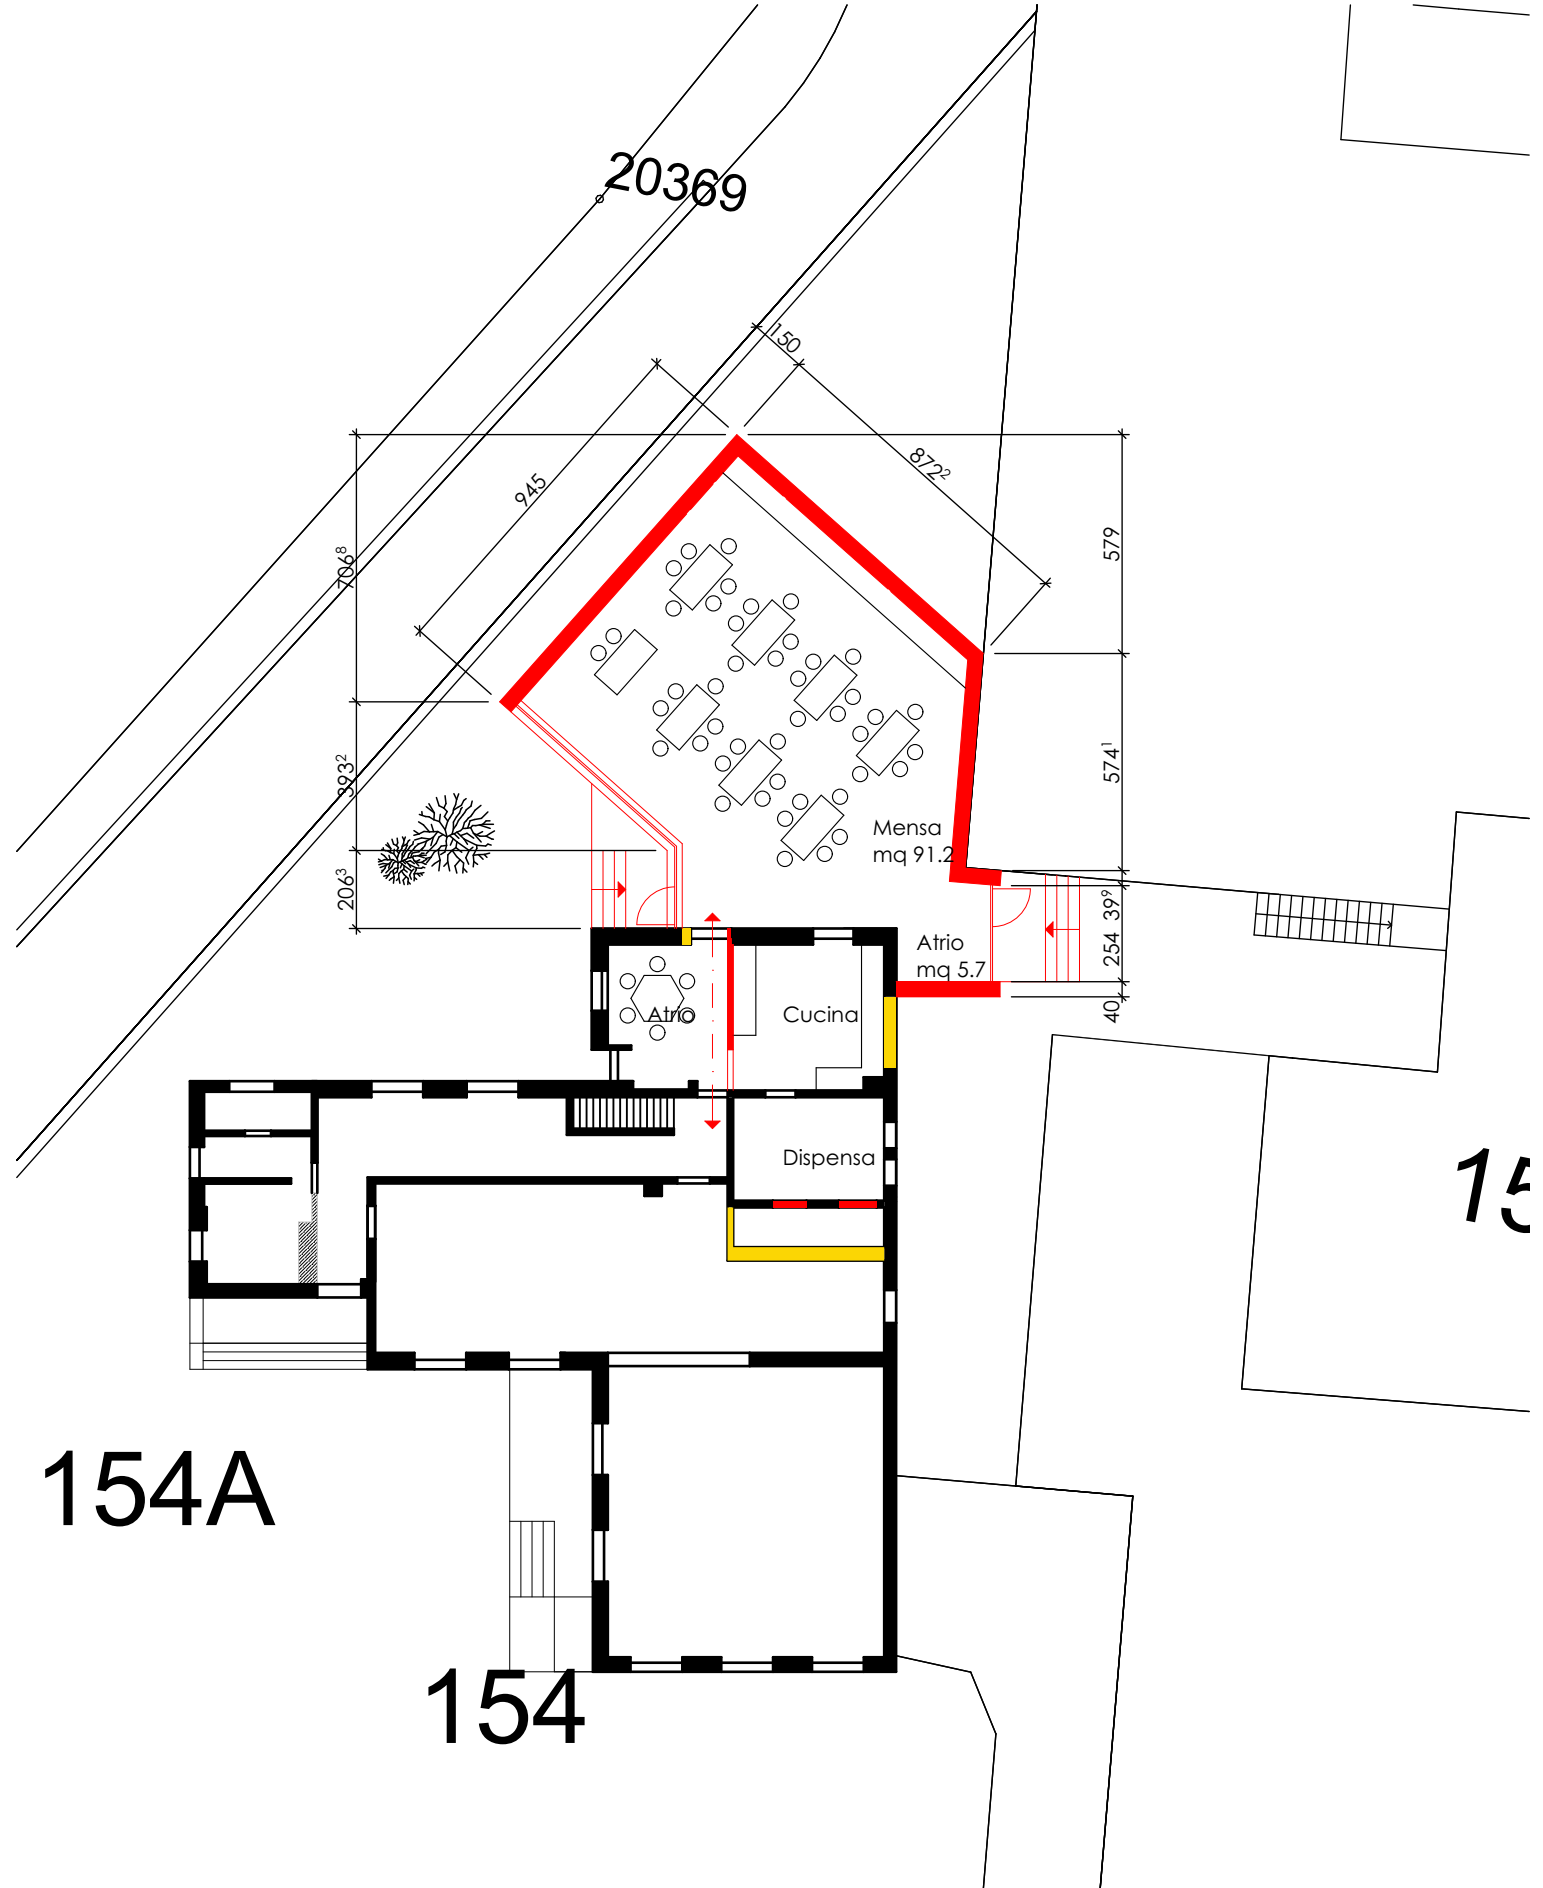 20369
150
872²
945
579
706⁸
574¹
393²
Mensa
mq 91.2
206³
39⁹
254
Atrio
mq 5.7
40
Atrio
Cucina
Dispensa
15
154A
154